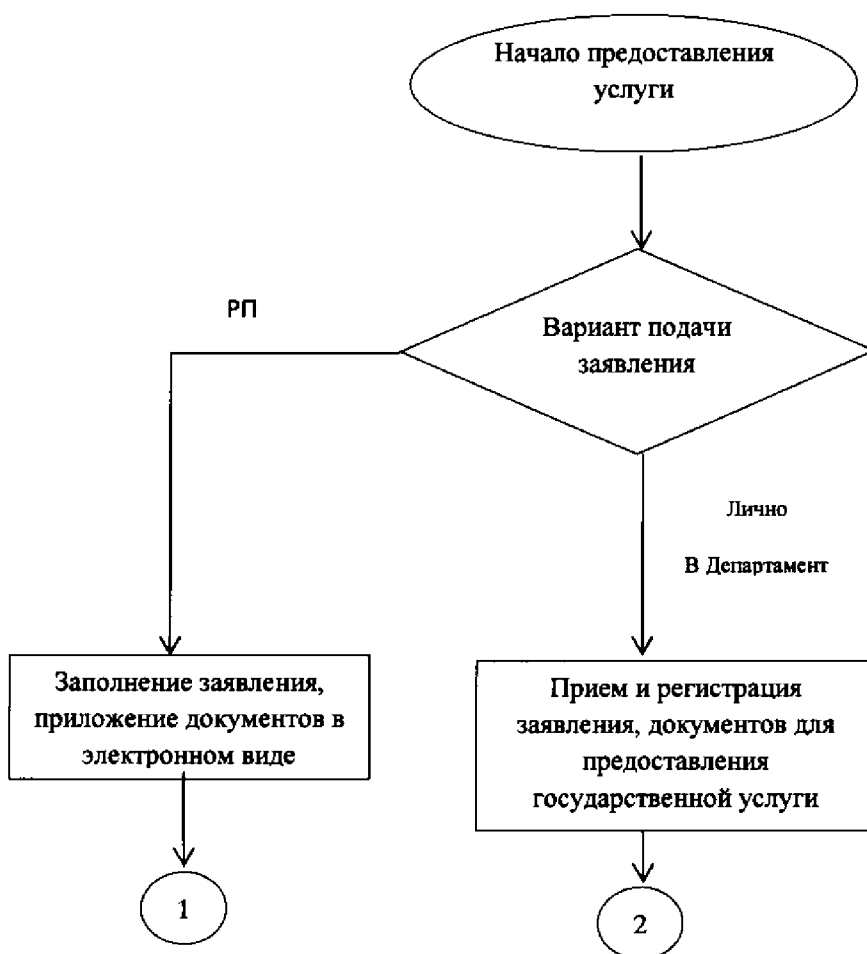 Начало предоставления
услуги
РП
Вариант подачи
заявления
Лично
В Департамент
Заполнение заявления,
приложение документов в
электронном виде
Прием и регистрация
заявления, документов для
предоставления
государственной услуги
1
2